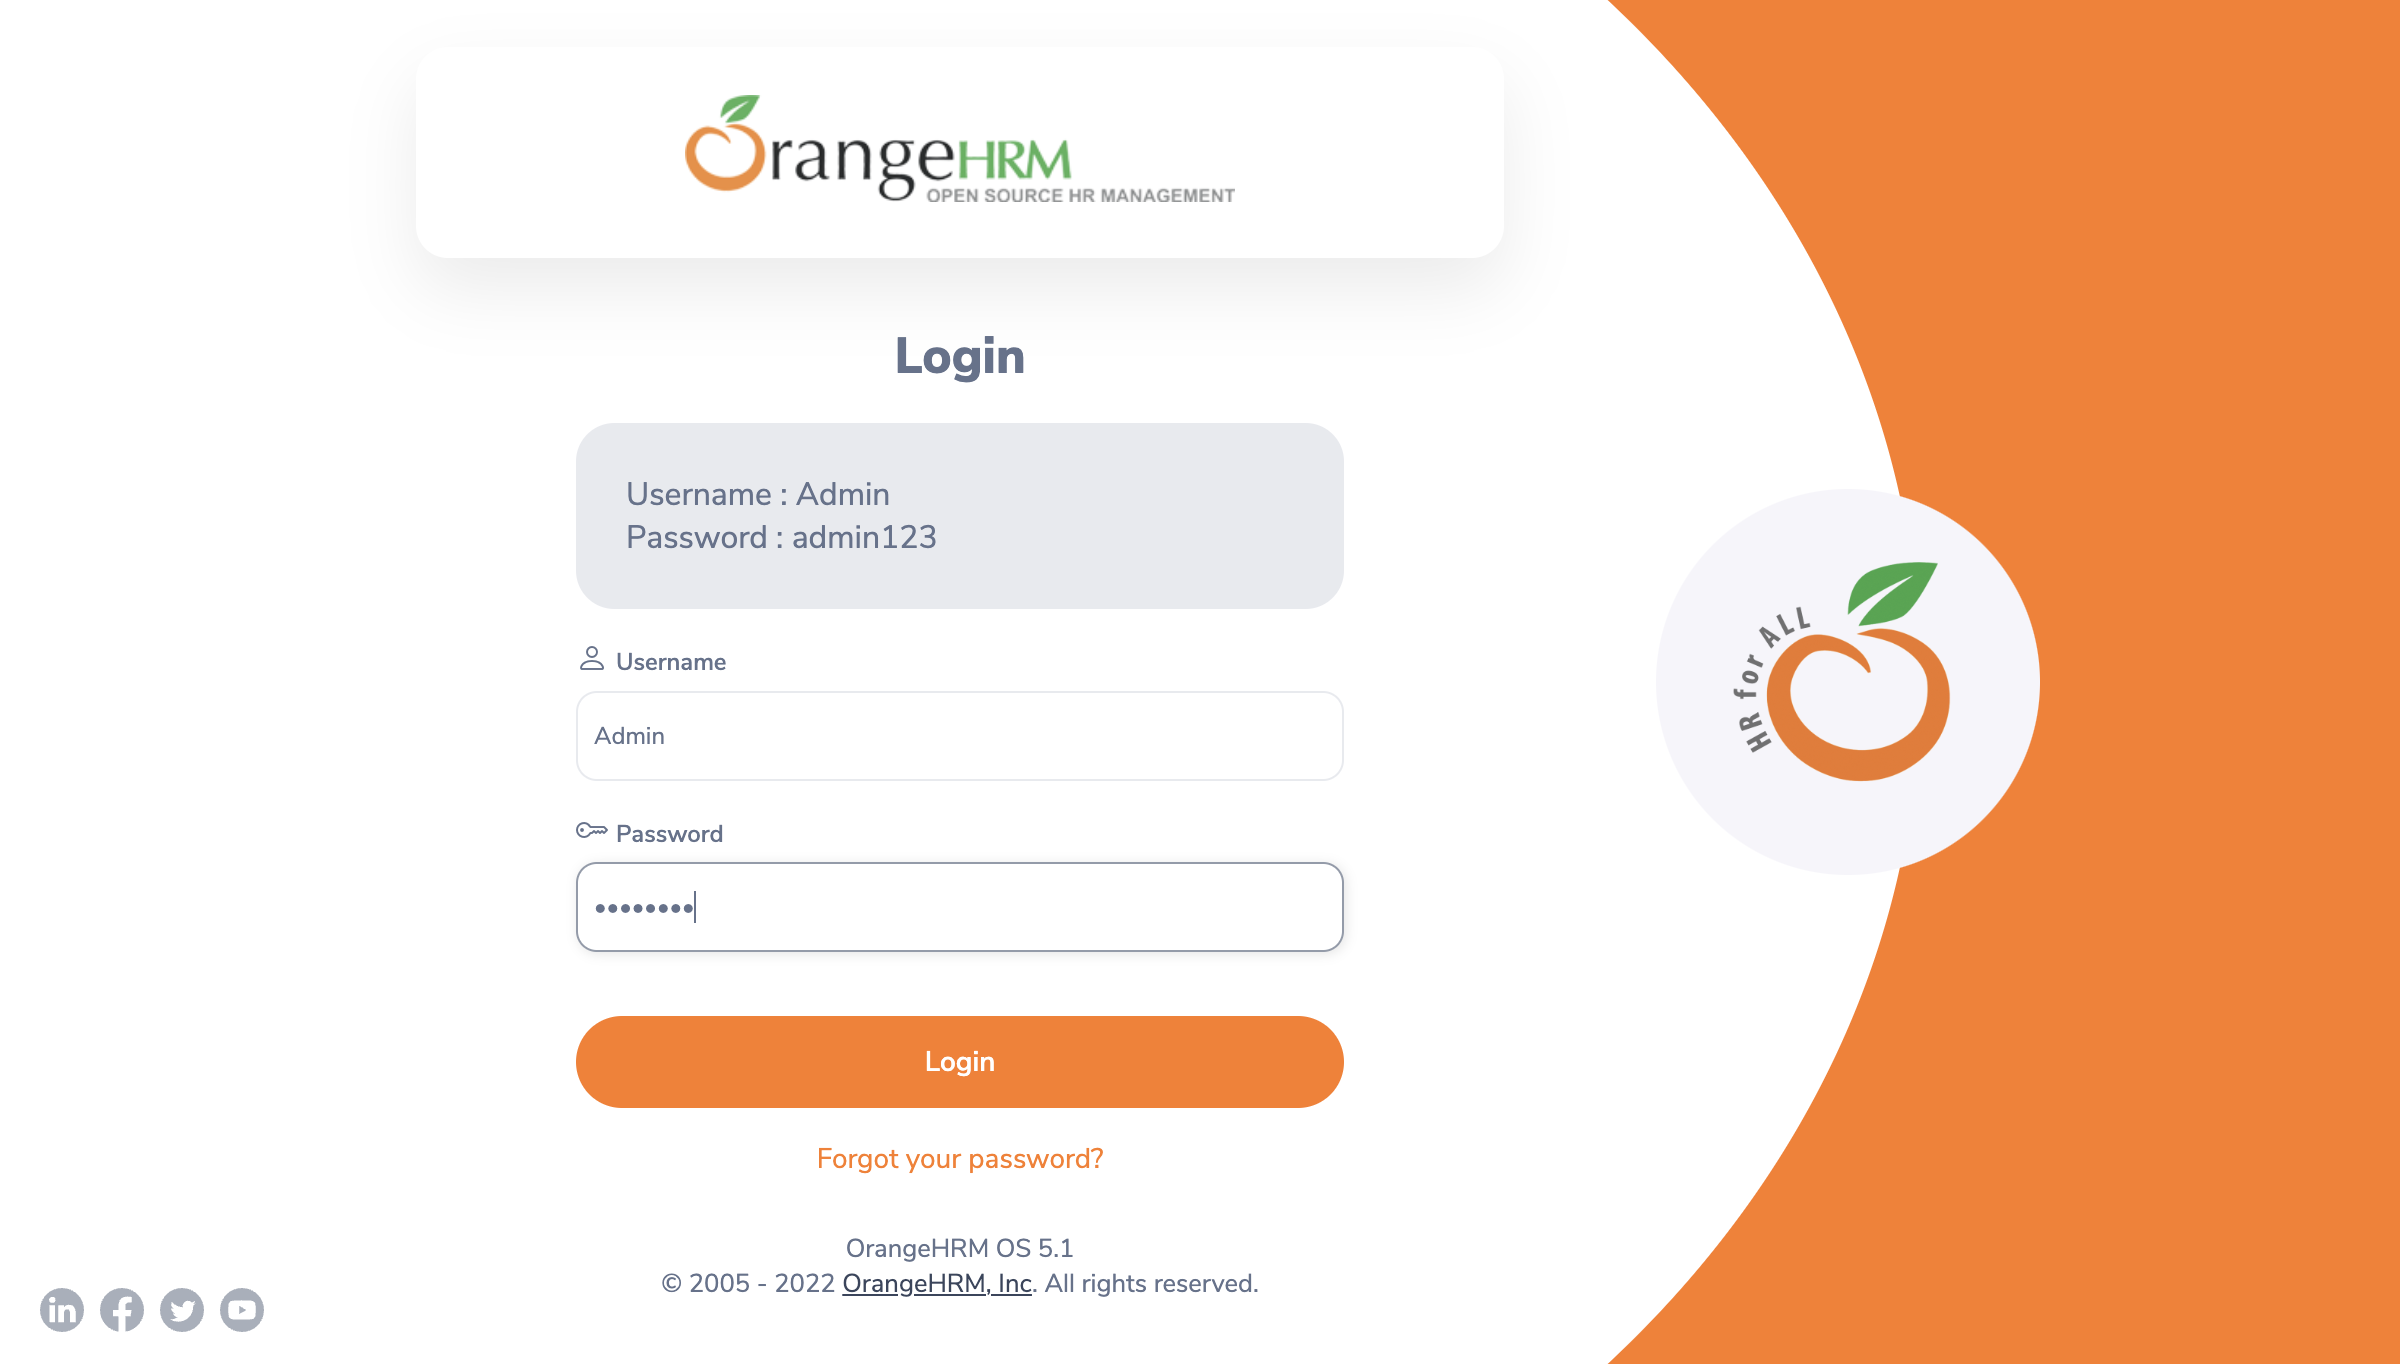 OrangeHRM
OPEN SOURCE HR MANAGEMENT
Login
Username : Admin
Password : admin123
Username
Admin
Password
••••••••
Login
Forgot your password?
OrangeHRM OS 5.1
© 2005 - 2022 OrangeHRM, Inc. All rights reserved.
HR for ALL